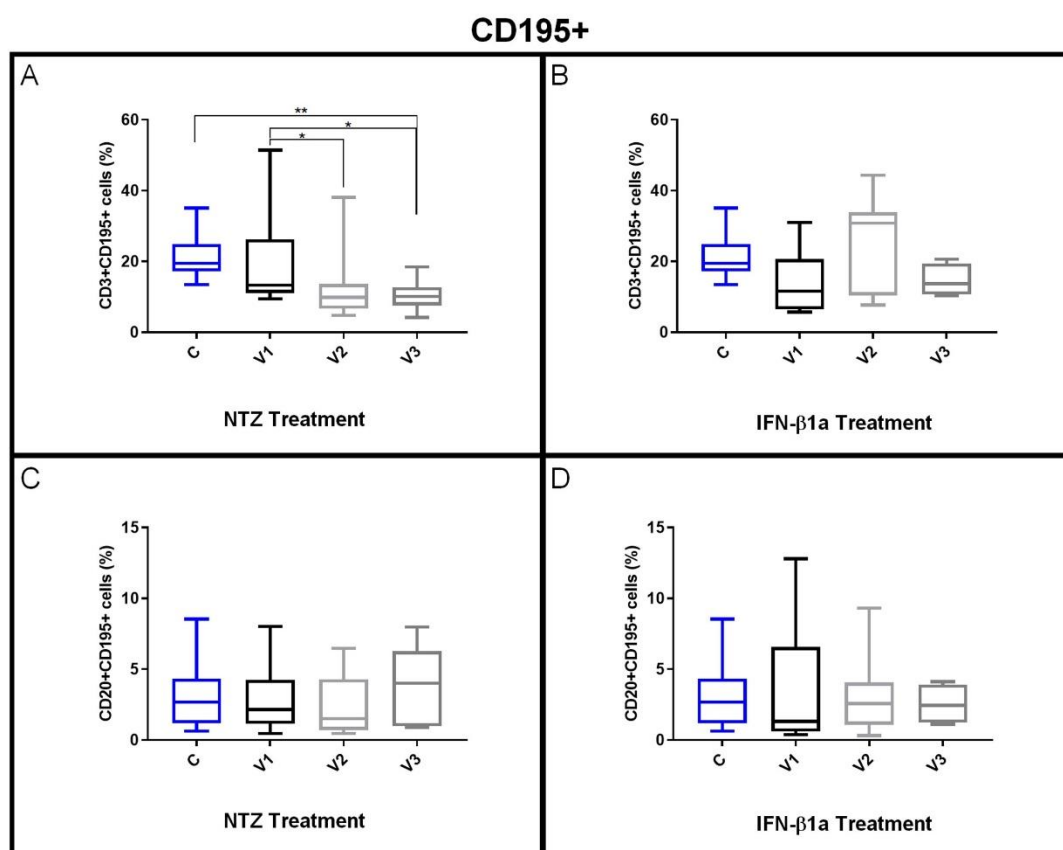 CD195+
A
CD3+CD195+ cells (%)
60
40
20
0
**
*
*
C
V1
V2
V3
NTZ Treatment
B
CD3+CD195+ cells (%)
60
40
20
0
C
V1
V2
V3
IFN-β1a Treatment
C
CD20+CD195+ cells (%)
15
10
5
0
C
V1
V2
V3
NTZ Treatment
D
CD20+CD195+ cells (%)
15
10
5
0
C
V1
V2
V3
IFN-β1a Treatment